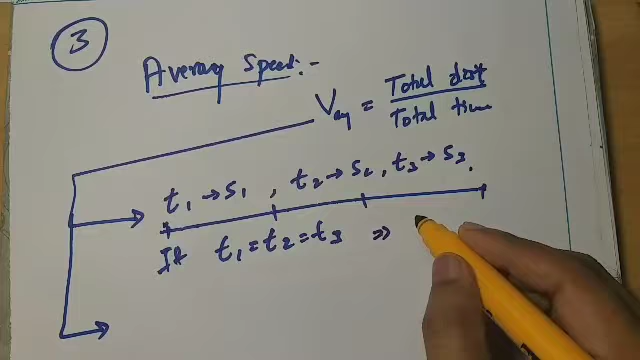 3
Average Speed:-
Vav = Total dist / Total time
t₁ → S₁ , t₂ → S₂, t₃ → S₃.
If t₁ = t₂ = t₃ ⇒